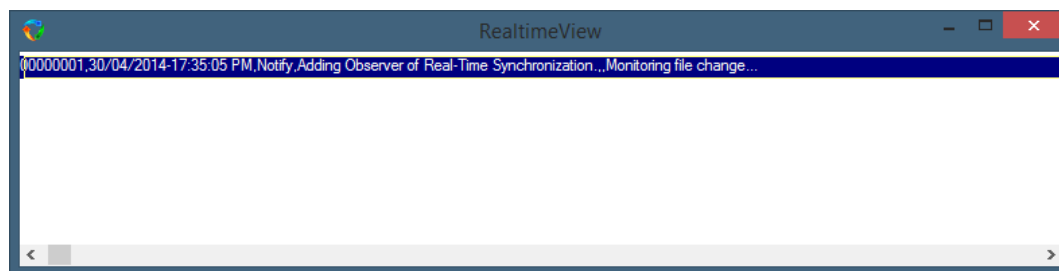 RealtimeView
00000001,30/04/2014-17:35:05 PM,Notify,Adding Observer of Real-Time Synchronization.,,Monitoring file change...